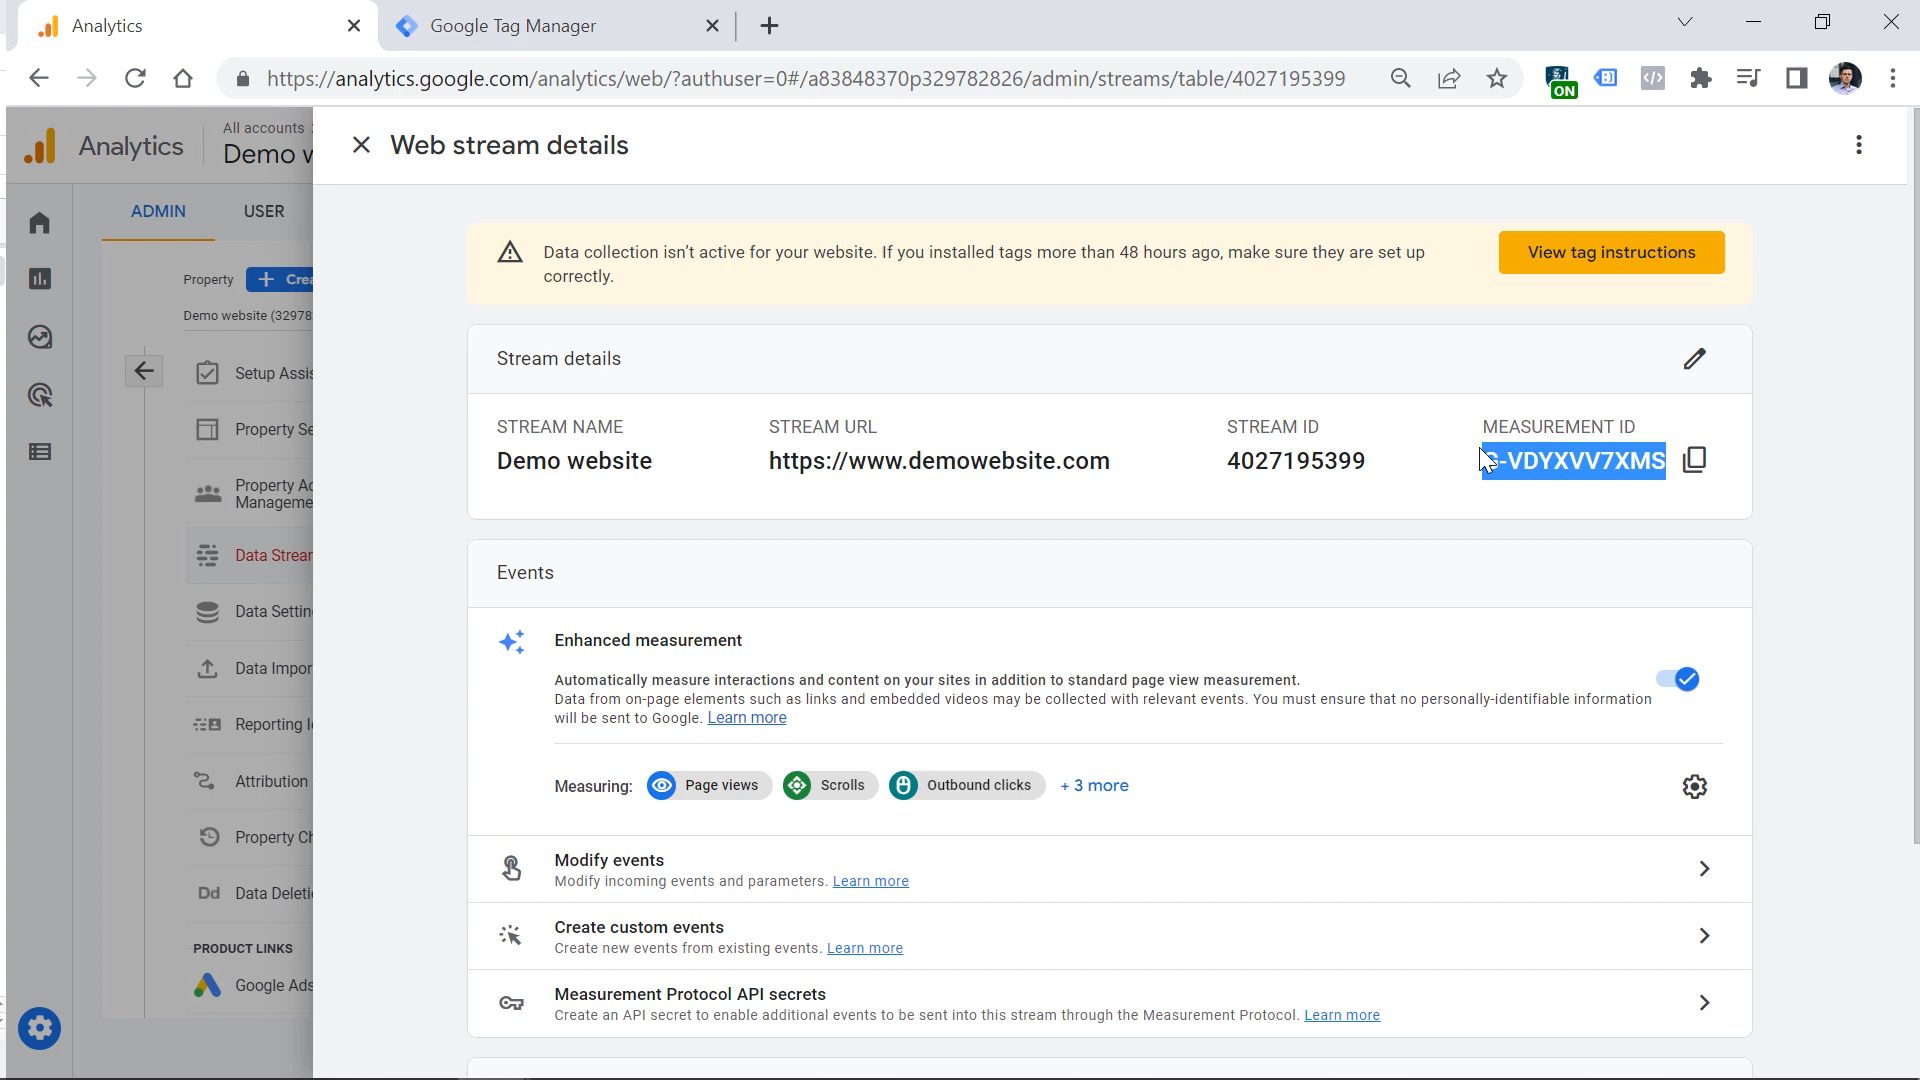 Analytics
Google Tag Manager
https://analytics.google.com/analytics/web/?authuser=0#/a83848370p329782826/admin/streams/table/4027195399
ON
Analytics
All accounts
Demo w
Web stream details
ADMIN
USER
Property
Crea
Demo website (32978
Setup Assis
Property Se
Property Ac
Manageme
Data Strear
Data Settin
Data Impor
Reporting I
Attribution
Property Ch
Dd
Data Deleti
PRODUCT LINKS
Google Ads
Data collection isn't active for your website. If you installed tags more than 48 hours ago, make sure they are set up
correctly.
View tag instructions
Stream details
STREAM NAME
STREAM URL
STREAM ID
MEASUREMENT ID
Demo website
https://www.demowebsite.com
4027195399
G-VDYXVV7XMS
Events
Enhanced measurement
Automatically measure interactions and content on your sites in addition to standard page view measurement.
Data from on-page elements such as links and embedded videos may be collected with relevant events. You must ensure that no personally-identifiable information
will be sent to Google. Learn more
Measuring:
Page views
Scrolls
Outbound clicks
+ 3 more
Modify events
Modify incoming events and parameters. Learn more
Create custom events
Create new events from existing events. Learn more
Measurement Protocol API secrets
Create an API secret to enable additional events to be sent into this stream through the Measurement Protocol. Learn more